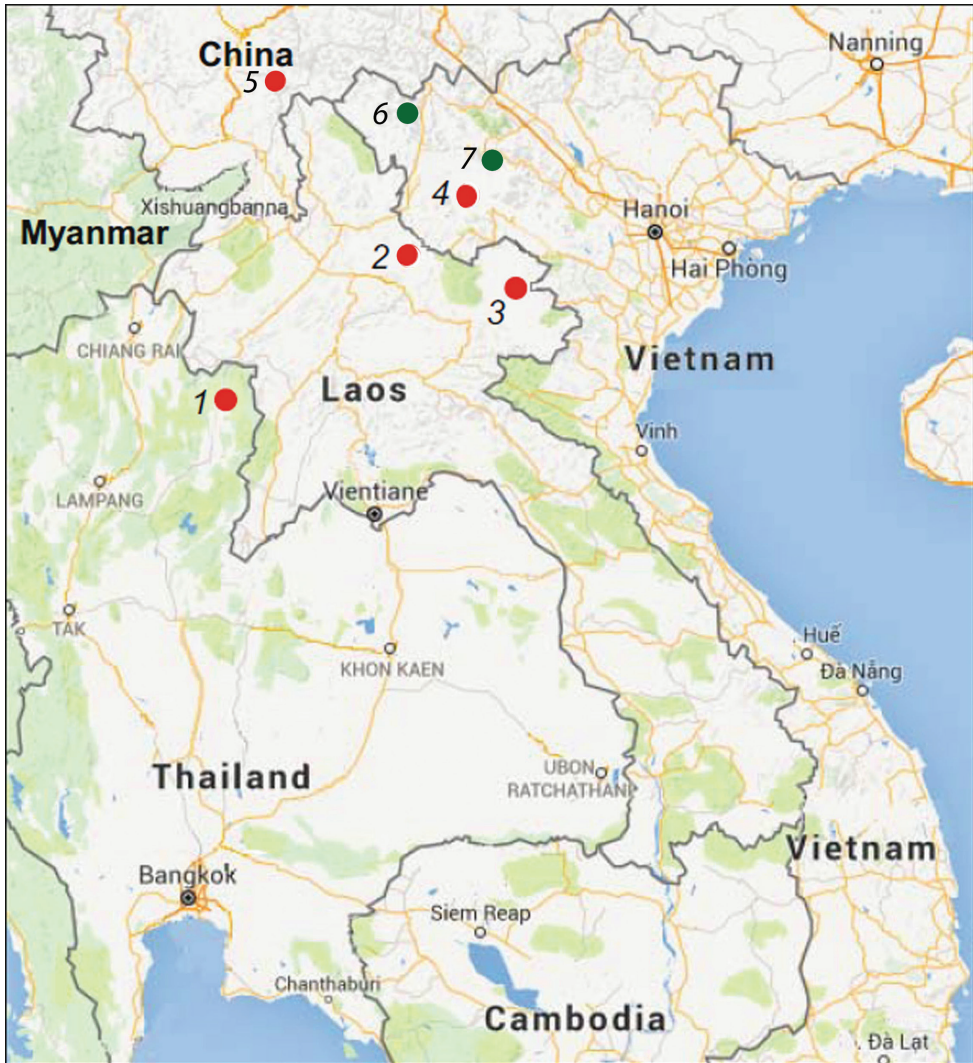 China
Nanning
5
6
7
4
Xishuangbanna
Hanoi
Myanmar
2
Hai Phòng
3
CHIANG RAI
Vietnam
Laos
1
Vinh
LAMPANG
Vientiane
TAK
Huế
KHON KAEN
Đà Nẵng
Thailand
UBON
RATCHATHANI
Vietnam
Bangkok
Siem Reap
Chanthaburi
Cambodia
Đà Lạt